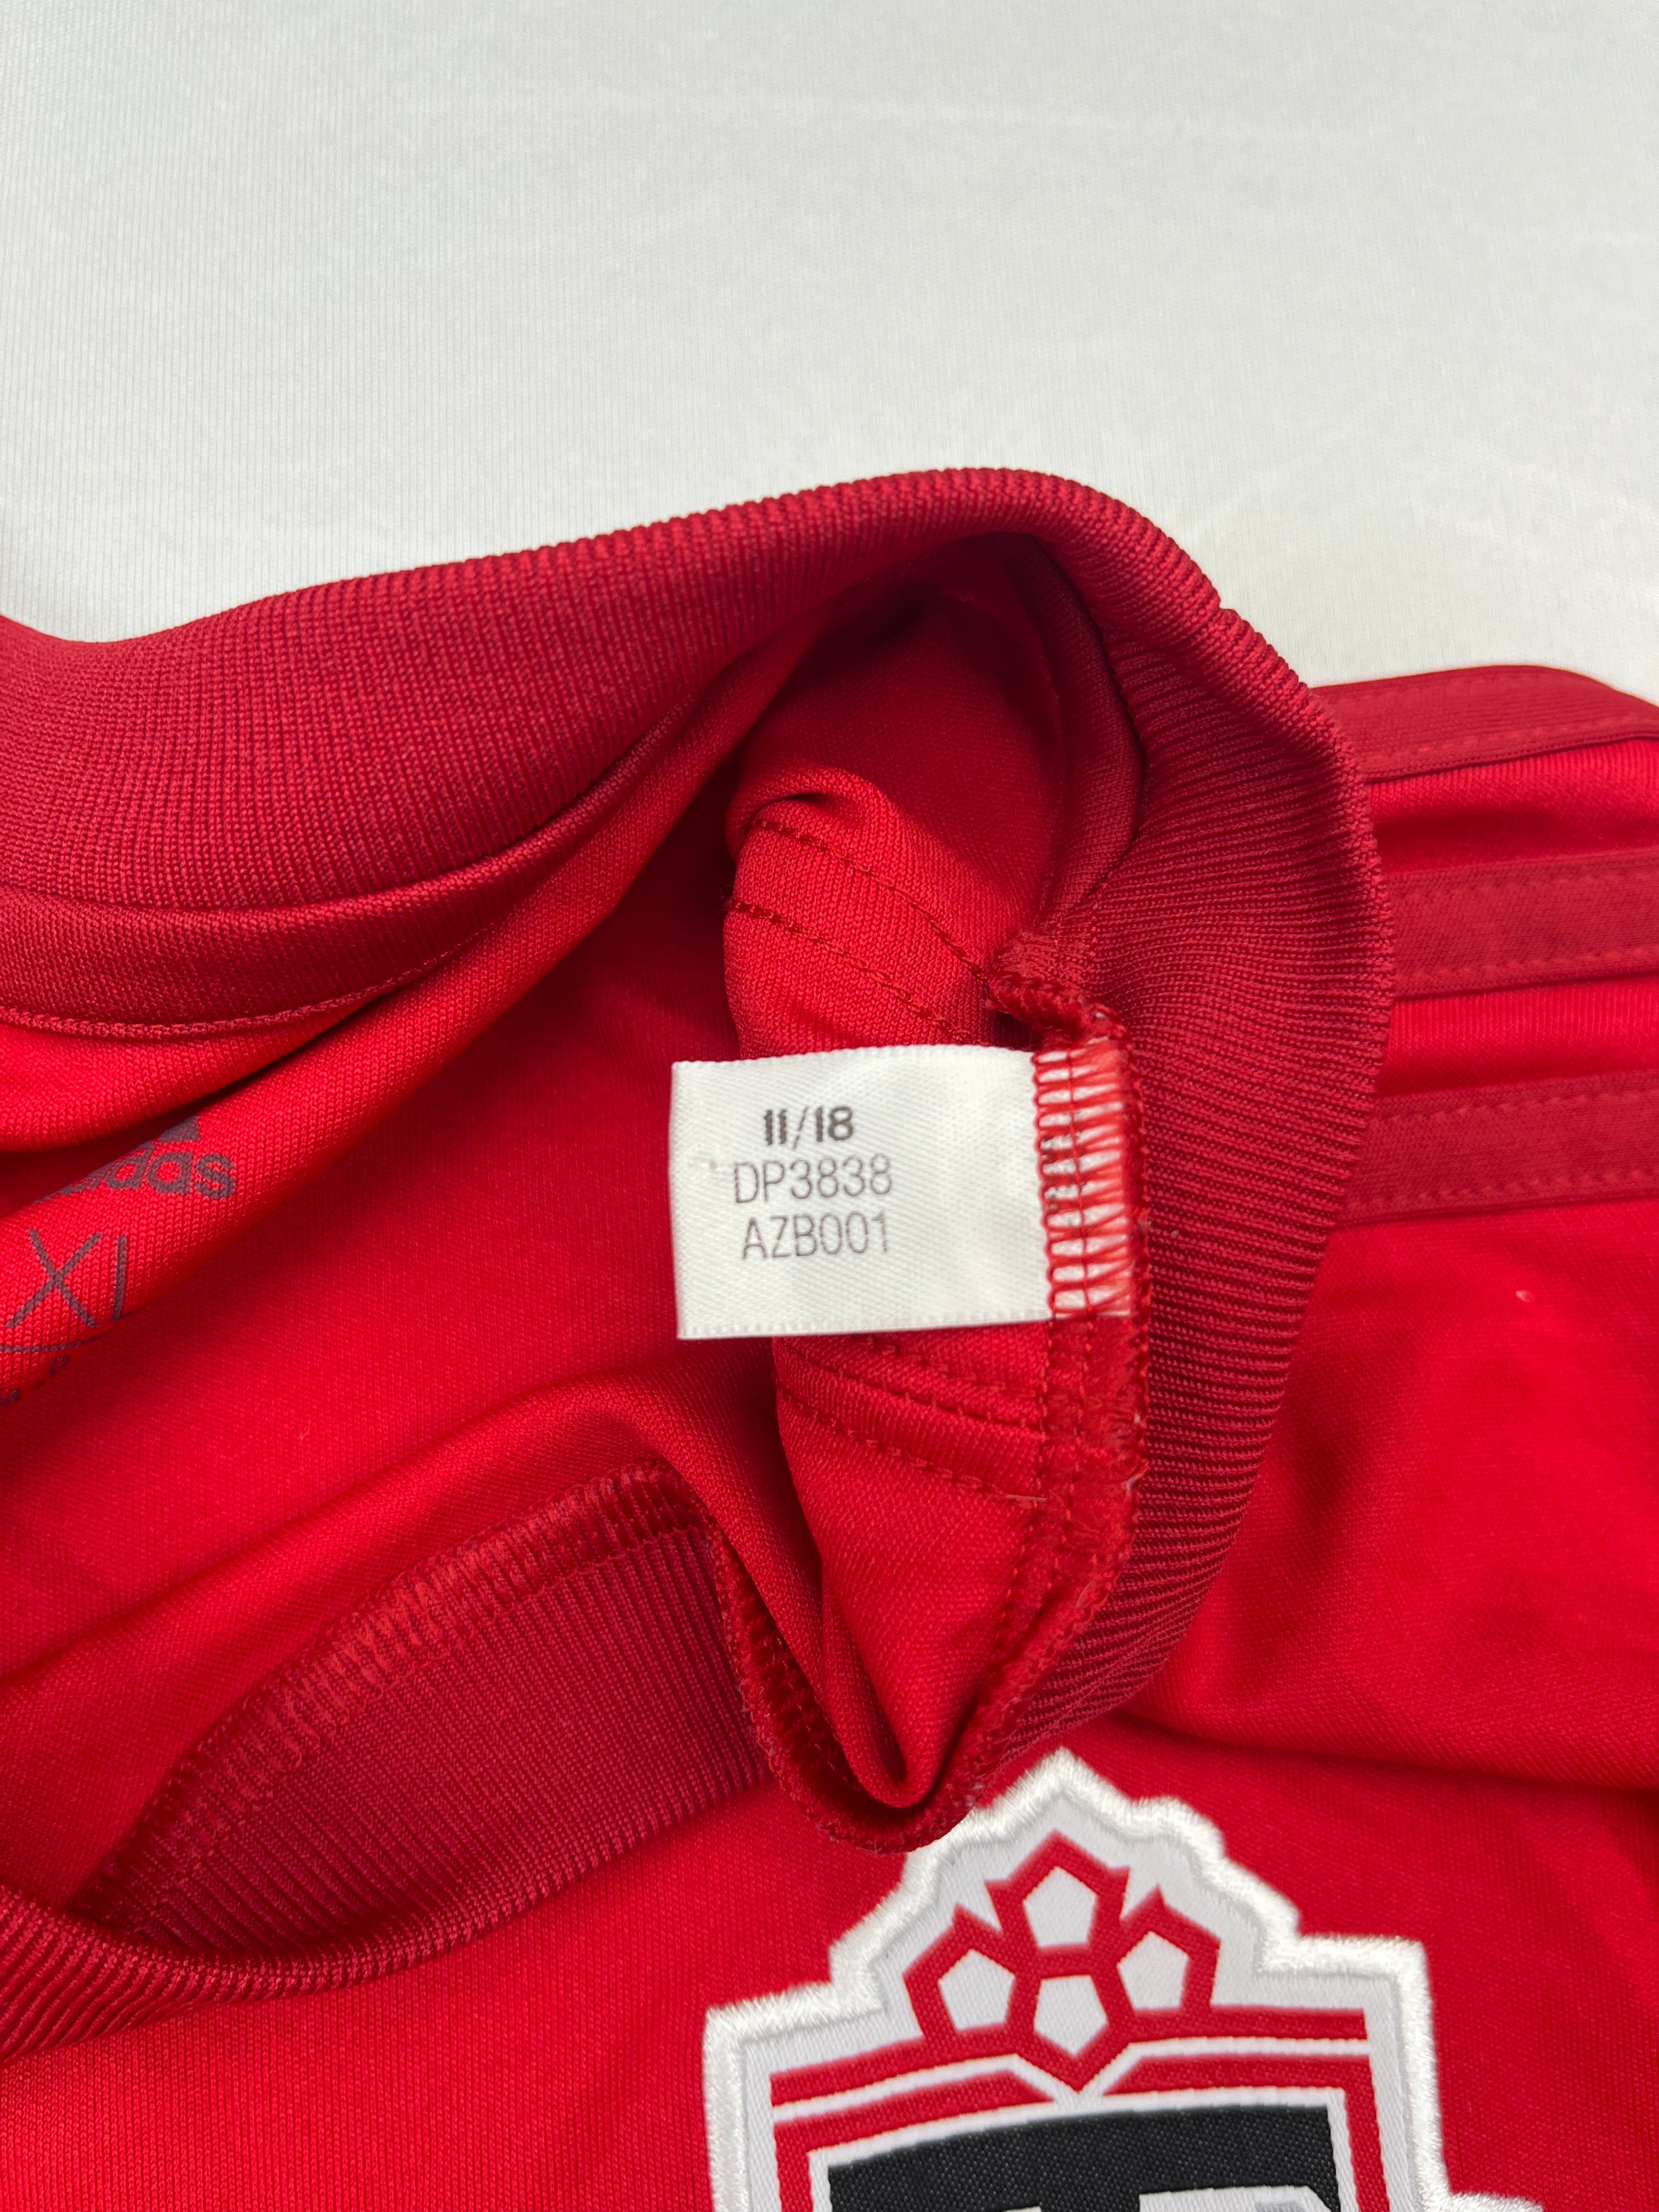 11/18
DP3838
AZB001
adidas
XL